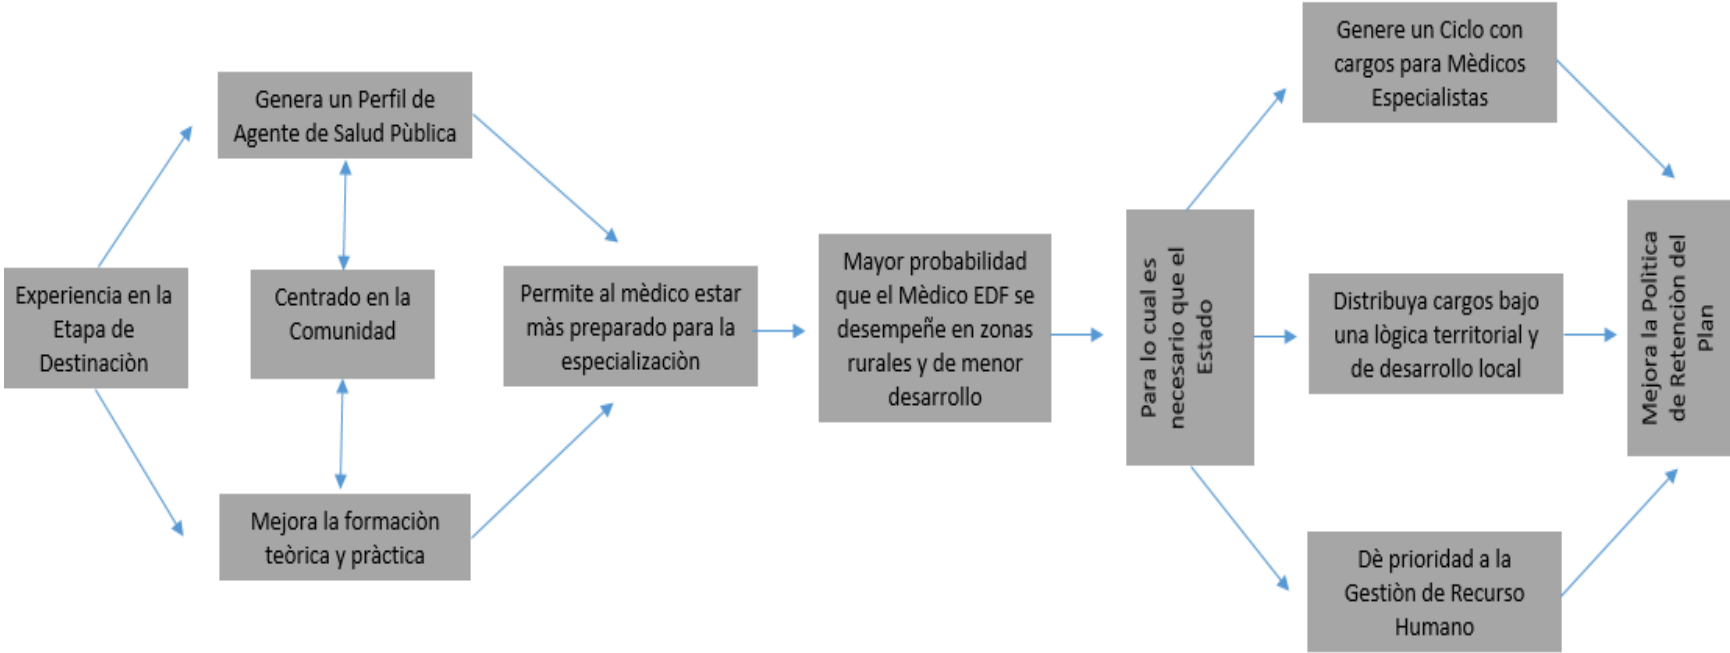 Experiencia en la
Etapa de
Destinaciòn
Genera un Perfil de
Agente de Salud Pùblica
Centrado en la
Comunidad
Mejora la formaciòn
teòrica y pràctica
Permite al mèdico estar
màs preparado para la
especializaciòn
Mayor probabilidad
que el Mèdico EDF se
desempeñe en zonas
rurales y de menor
desarrollo
Para lo cual es
necesario que el
Estado
Genere un Ciclo con
cargos para Mèdicos
Especialistas
Distribuya cargos bajo
una lògica territorial y
de desarrollo local
Dè prioridad a la
Gestiòn de Recurso
Humano
Mejora la Polìtica
de Retenciòn del
Plan